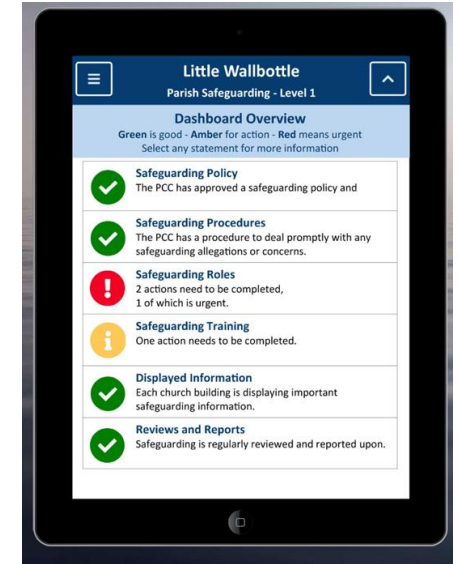 Little Wallbottle
Parish Safeguarding - Level 1
Dashboard Overview
Green is good - Amber for action - Red means urgent
Select any statement for more information
Safeguarding Policy
The PCC has approved a safeguarding policy and
Safeguarding Procedures
The PCC has a procedure to deal promptly with any
safeguarding allegations or concerns.
Safeguarding Roles
2 actions need to be completed,
1 of which is urgent.
Safeguarding Training
One action needs to be completed.
Displayed Information
Each church building is displaying important
safeguarding information.
Reviews and Reports
Safeguarding is regularly reviewed and reported upon.